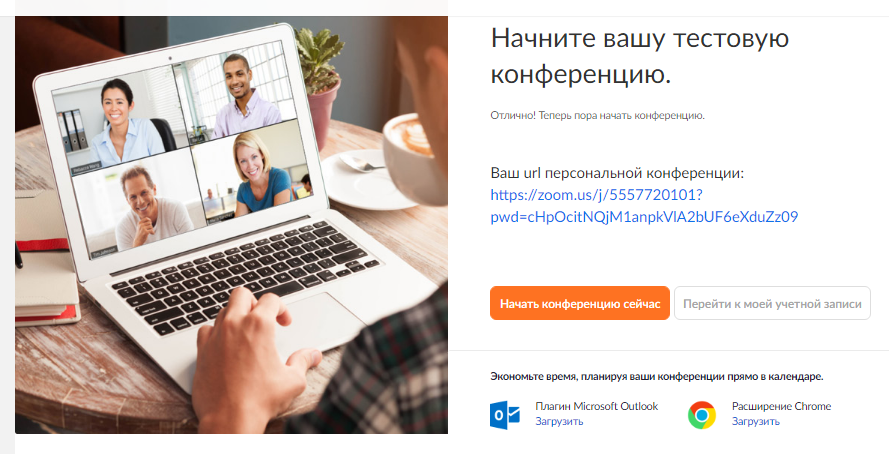 Начните вашу тестовую
конференцию.
Отлично! Теперь пора начать конференцию.
Ваш url персональной конференции:
https://zoom.us/j/5557720101?
pwd=cHpOcitNQjM1anpkVlA2bUF6eXduZz09
Начать конференцию сейчас
Перейти к моей учетной записи
Экономьте время, планируя ваши конференции прямо в календаре.
Плагин Microsoft Outlook
Загрузить
Расширение Chrome
Загрузить